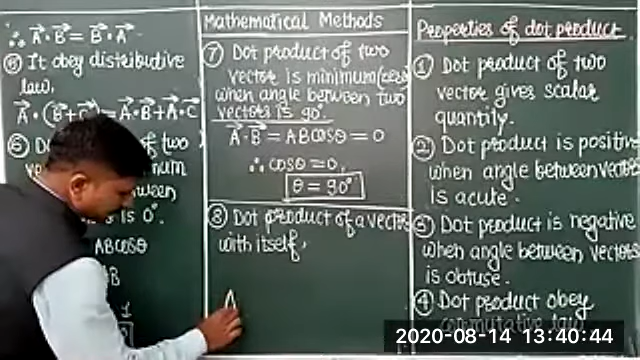 ∴ A⃗·B⃗ = B⃗·A⃗
⑤ It obey distributive
law.
A⃗·(B⃗+C⃗) = A⃗·B⃗+A⃗·C⃗
⑥ of two
is 0°.
ABcosθ
Mathematical Methods
⑦ Dot product of two
vector is minimum (zero)
when angle between two
vectors is 90°.
A⃗·B⃗ = ABcosθ = 0
∴ cosθ = 0,
θ = 90°
⑧ Dot product of a vector
with itself,
A
Properties of dot product
① Dot product of two
vector gives scalar
quantity.
② Dot product is positive
when angle between vectors
is acute.
③ Dot product is negative
when angle between vectors
is obtuse.
④ Dot product obey
commutative law
2020-08-14 13:40:44